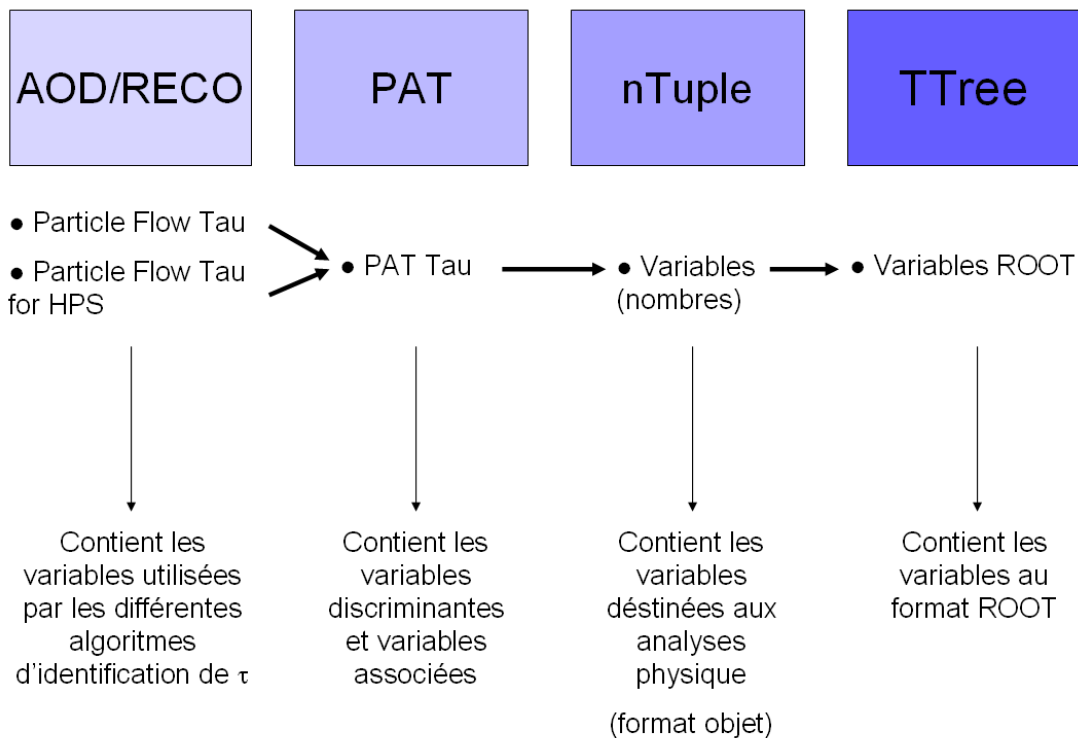 AOD/RECO
PAT
nTuple
TTree
● Particle Flow Tau
● Particle Flow Tau
for HPS
● PAT Tau
● Variables
(nombres)
● Variables ROOT
Contient les
variables utilisées
par les différentes
algoritmes
d'identification de τ
Contient les
variables
discriminantes
et variables
associées
Contient les
variables
déstinées aux
analyses
physique
(format objet)
Contient les
variables au
format ROOT